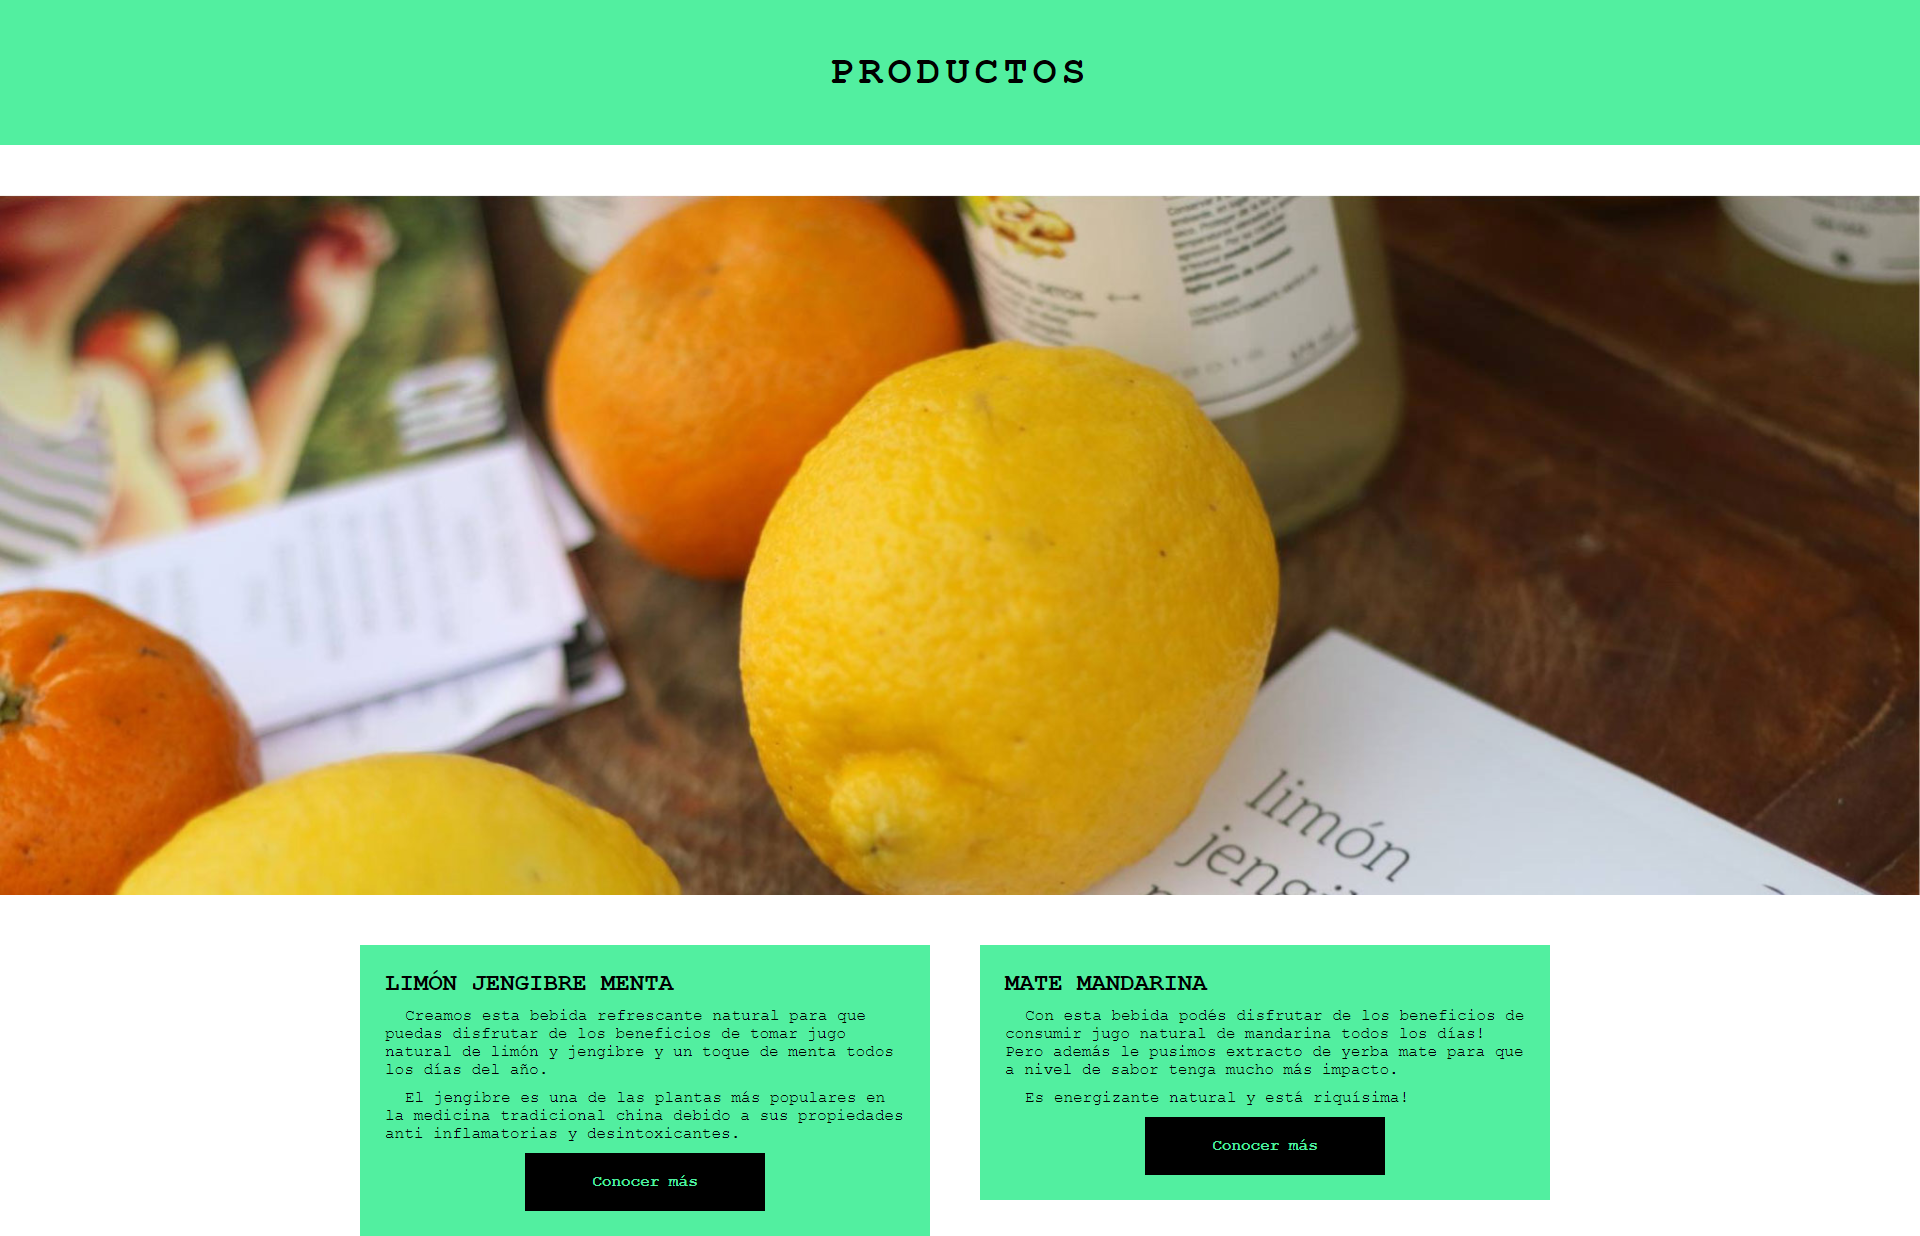 PRODUCTOS
limón
LIMÓN JENGIBRE MENTA
Creamos esta bebida refrescante natural para que
puedas disfrutar de los beneficios de tomar jugo
natural de limón y jengibre y un toque de menta todos
los días del año.
El jengibre es una de las plantas más populares en
la medicina tradicional china debido a sus propiedades
anti inflamatorias y desintoxicantes.
Conocer más
MATE MANDARINA
Con esta bebida podés disfrutar de los beneficios de
consumir jugo natural de mandarina todos los días!
Pero además le pusimos extracto de yerba mate para que
a nivel de sabor tenga mucho más impacto.
Es energizante natural y está riquísima!
Conocer más